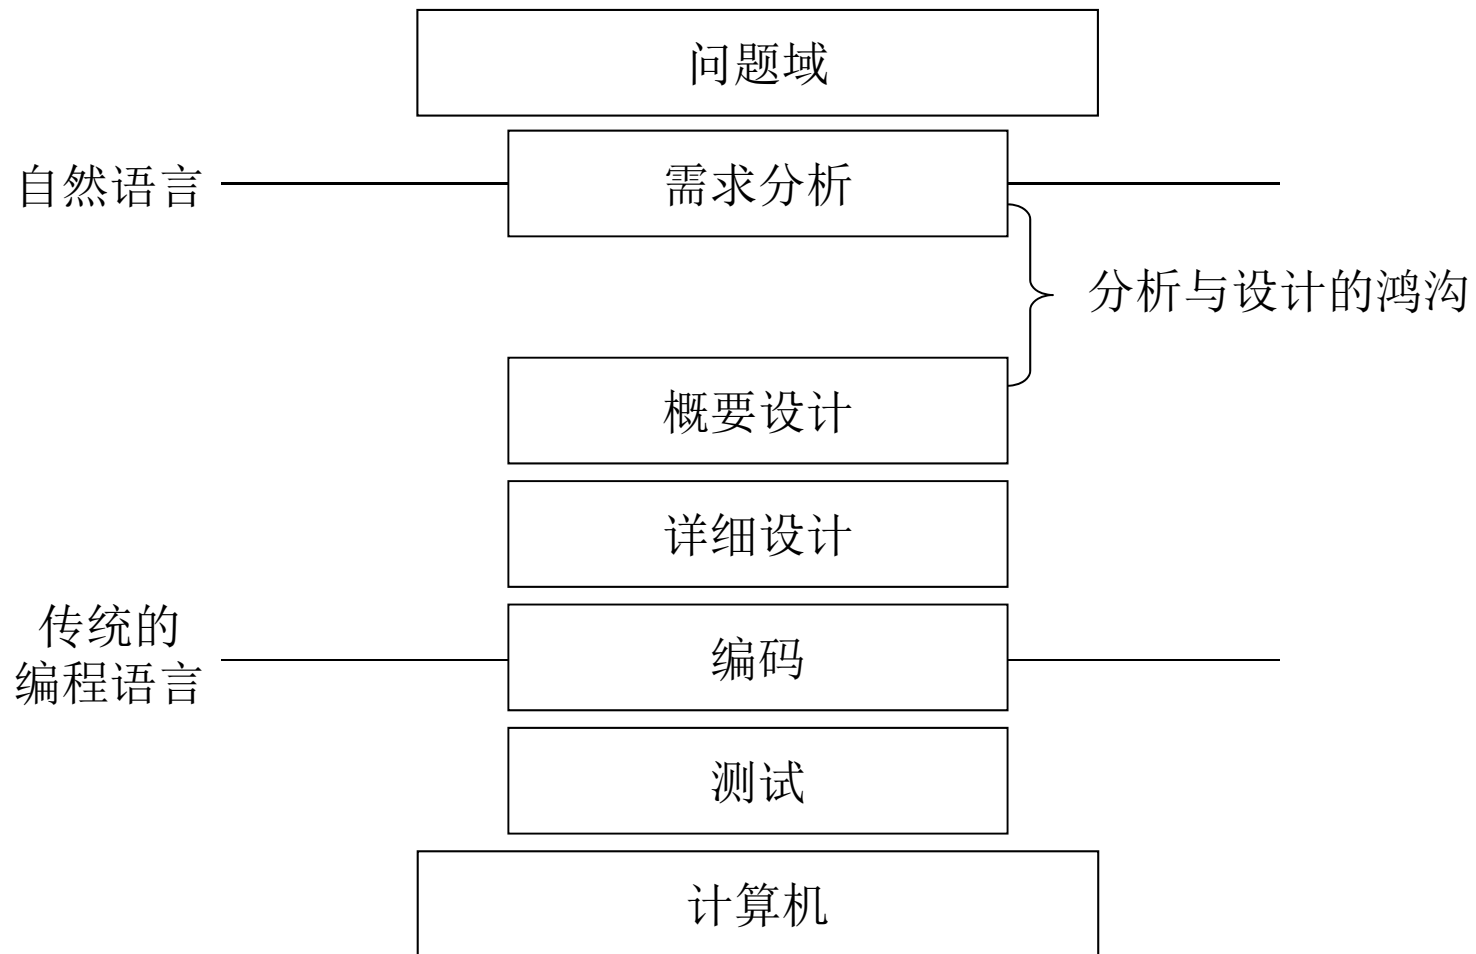 问题域
自然语言
需求分析
分析与设计的鸿沟
概要设计
详细设计
传统的
编程语言
编码
测试
计算机